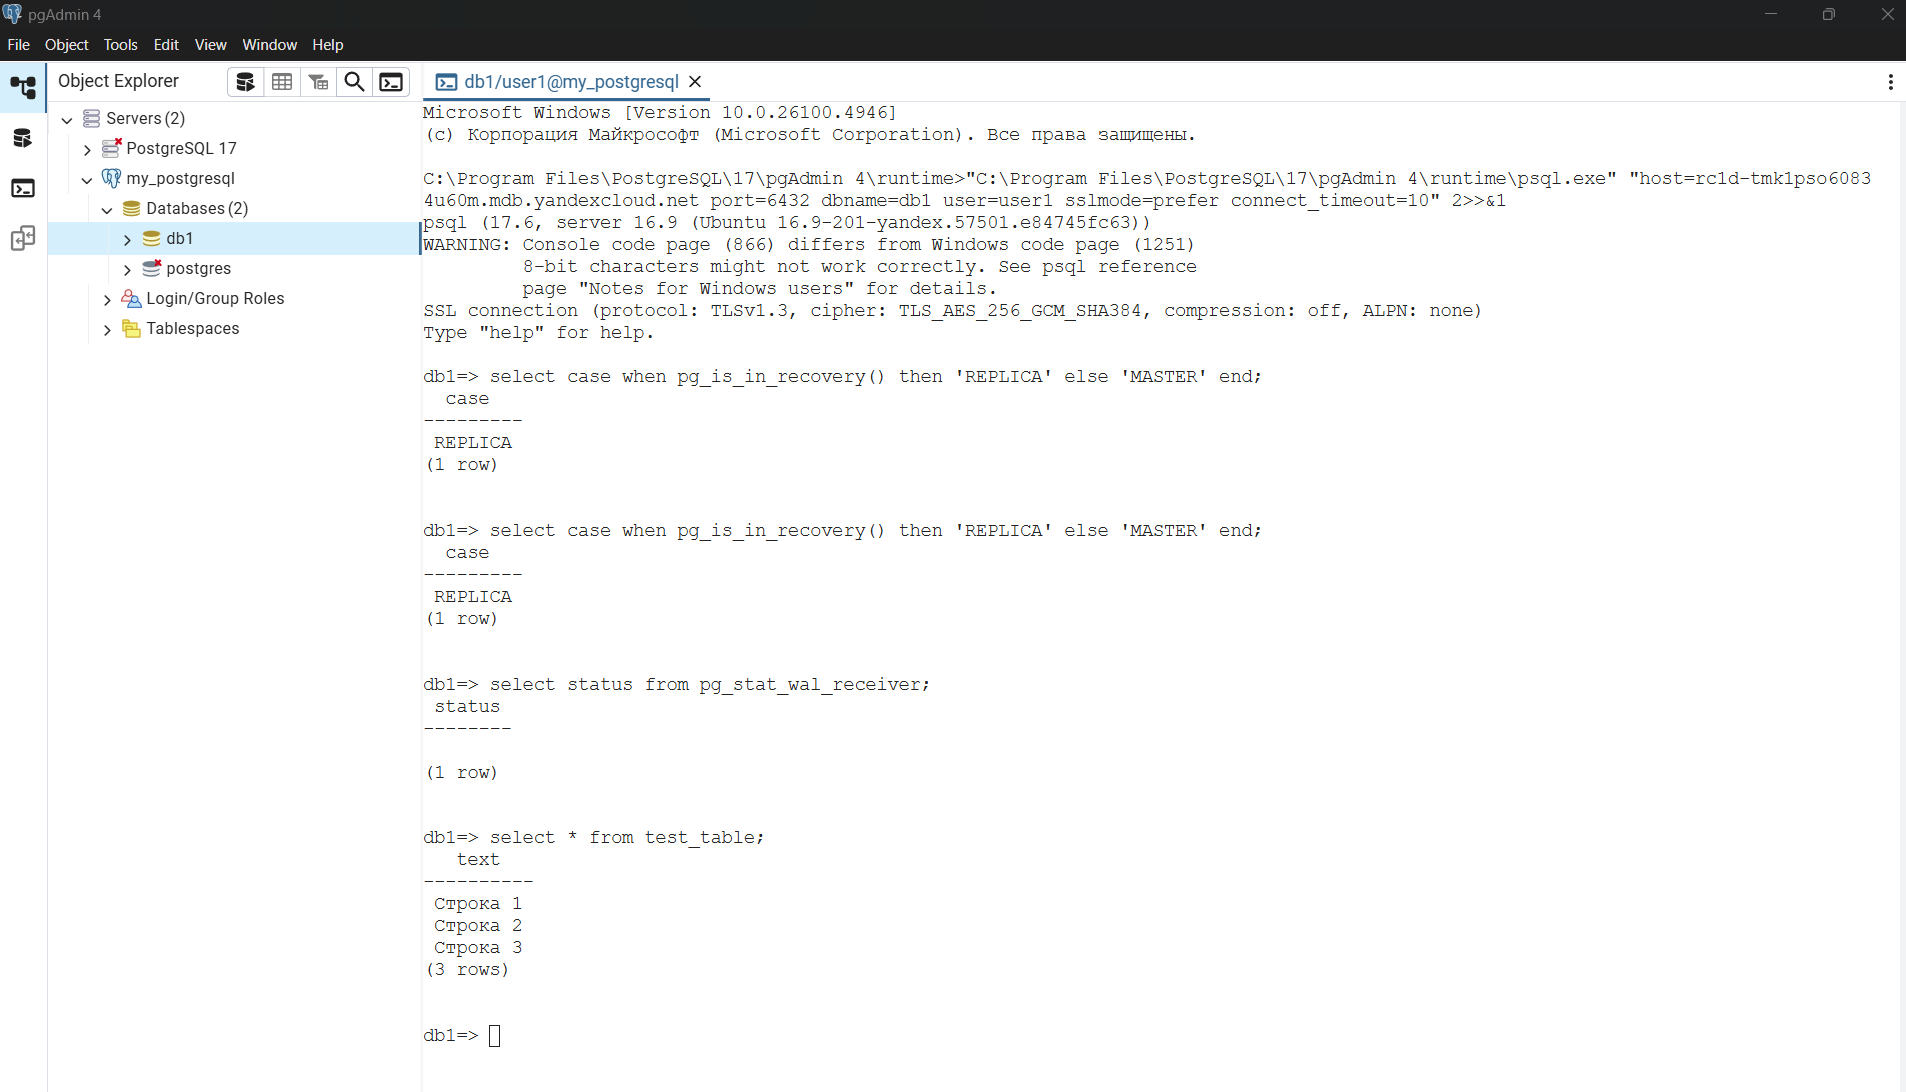 pgAdmin 4
File Object Tools Edit View Window Help
Object Explorer
db1/user1@my_postgresql
Servers (2)
PostgreSQL 17
my_postgresql
Databases (2)
db1
postgres
Login/Group Roles
Tablespaces
Microsoft Windows [Version 10.0.26100.4946]
(c) Корпорация Майкрософт (Microsoft Corporation). Все права защищены.
C:\Program Files\PostgreSQL\17\pgAdmin 4\runtime>"C:\Program Files\PostgreSQL\17\pgAdmin 4\runtime\psql.exe" "host=rc1d-tmk1pso6083
4u60m.mdb.yandexcloud.net port=6432 dbname=db1 user=user1 sslmode=prefer connect_timeout=10" 2>>&1
psql (17.6, server 16.9 (Ubuntu 16.9-201-yandex.57501.e84745fc63))
WARNING: Console code page (866) differs from Windows code page (1251)
8-bit characters might not work correctly. See psql reference
page "Notes for Windows users" for details.
SSL connection (protocol: TLSv1.3, cipher: TLS_AES_256_GCM_SHA384, compression: off, ALPN: none)
Type "help" for help.
db1=> select case when pg_is_in_recovery() then 'REPLICA' else 'MASTER' end;
case
---------
REPLICA
(1 row)
db1=> select case when pg_is_in_recovery() then 'REPLICA' else 'MASTER' end;
case
---------
REPLICA
(1 row)
db1=> select status from pg_stat_wal_receiver;
status
--------
(1 row)
db1=> select * from test_table;
text
----------
Строка 1
Строка 2
Строка 3
(3 rows)
db1=>